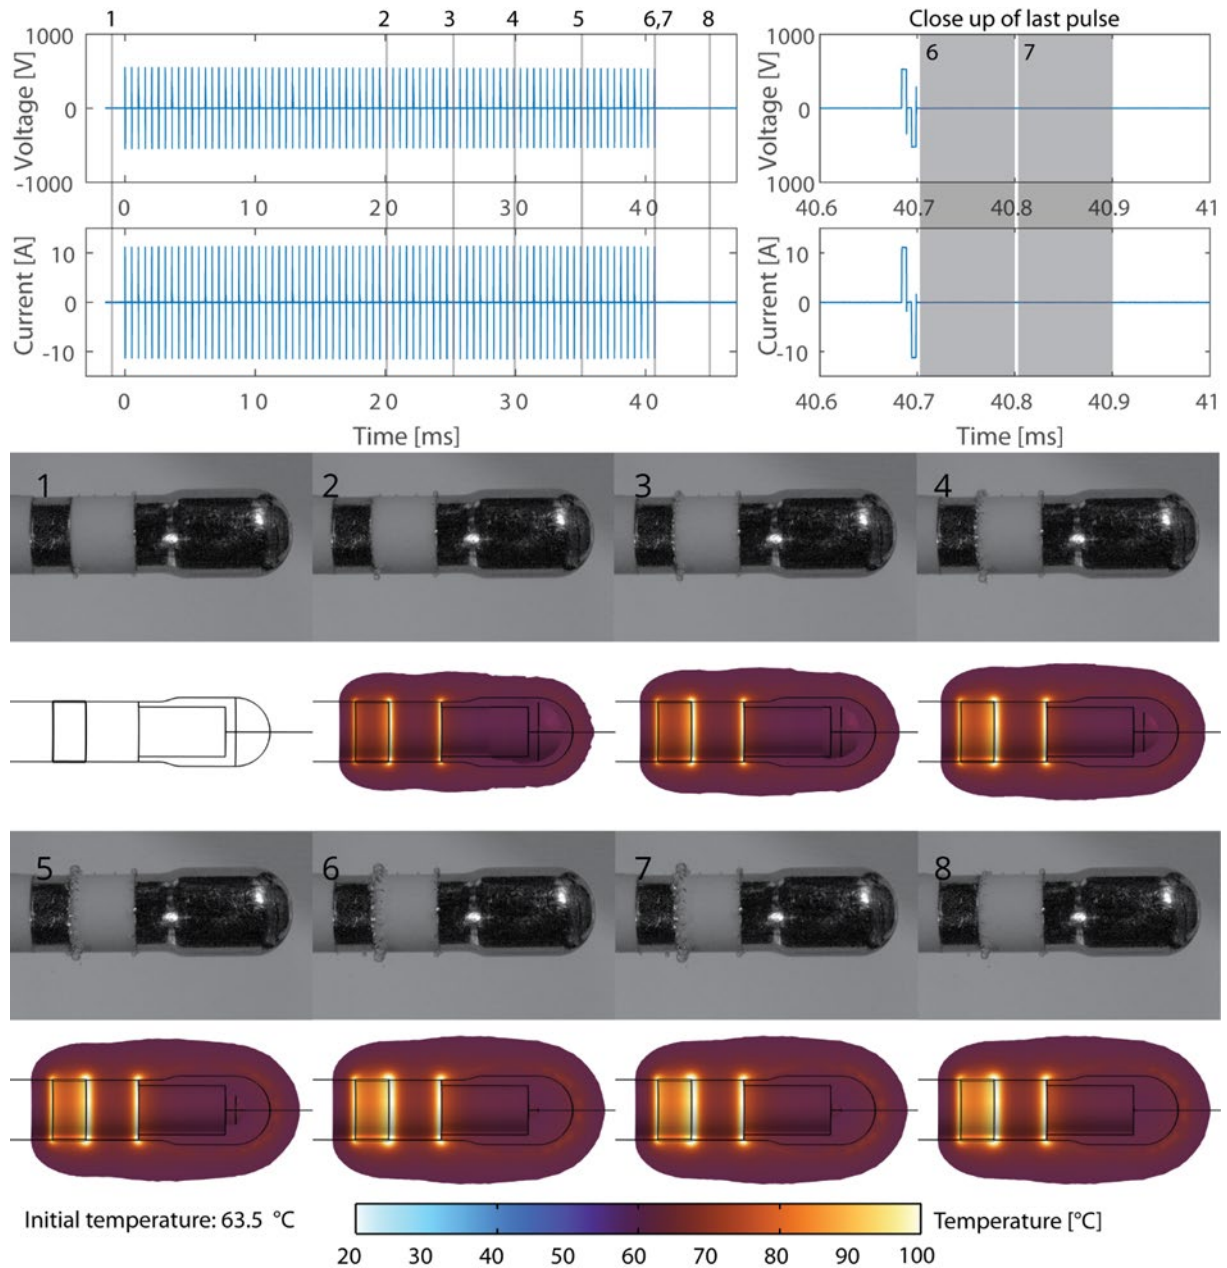 1 2 3 4 5 6,7 8
Close up of last pulse
1000
0
-1000
Voltage [V]
0 10 20 30 40
10
0
-10
Current [A]
0 10 20 30 40
Time [ms]
1000
0
1000
Voltage [V]
6 7
40.6 40.7 40.8 40.9 41
10
0
-10
Current [A]
40.6 40.7 40.8 40.9 41
Time [ms]
1 2 3 4
5 6 7 8
Initial temperature: 63.5 °C
Temperature [°C]
20 30 40 50 60 70 80 90 100